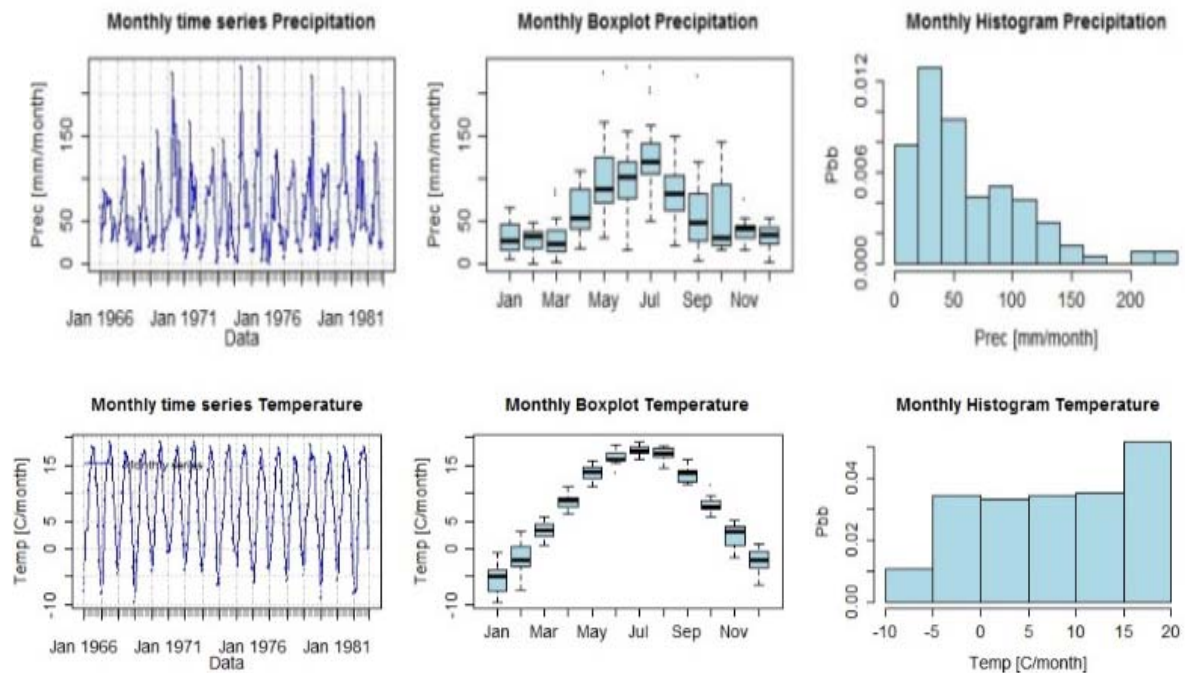 Monthly time series Precipitation
Prec [mm/month]
150
50
0
Jan 1966 Jan 1971 Jan 1976 Jan 1981
Data
Monthly Boxplot Precipitation
Prec [mm/month]
150
50
0
Jan Mar May Jul Sep Nov
Monthly Histogram Precipitation
Pbb
0.012
0.006
0.000
0 50 100 150 200
Prec [mm/month]
Monthly time series Temperature
Monthly series
Temp [C/month]
15
5
0
-10
Jan 1966 Jan 1971 Jan 1976 Jan 1981
Data
Monthly Boxplot Temperature
Temp [C/month]
15
5
0
-10
Jan Mar May Jul Sep Nov
Monthly Histogram Temperature
Pbb
0.04
0.02
0.00
-10 -5 0 5 10 15 20
Temp [C/month]